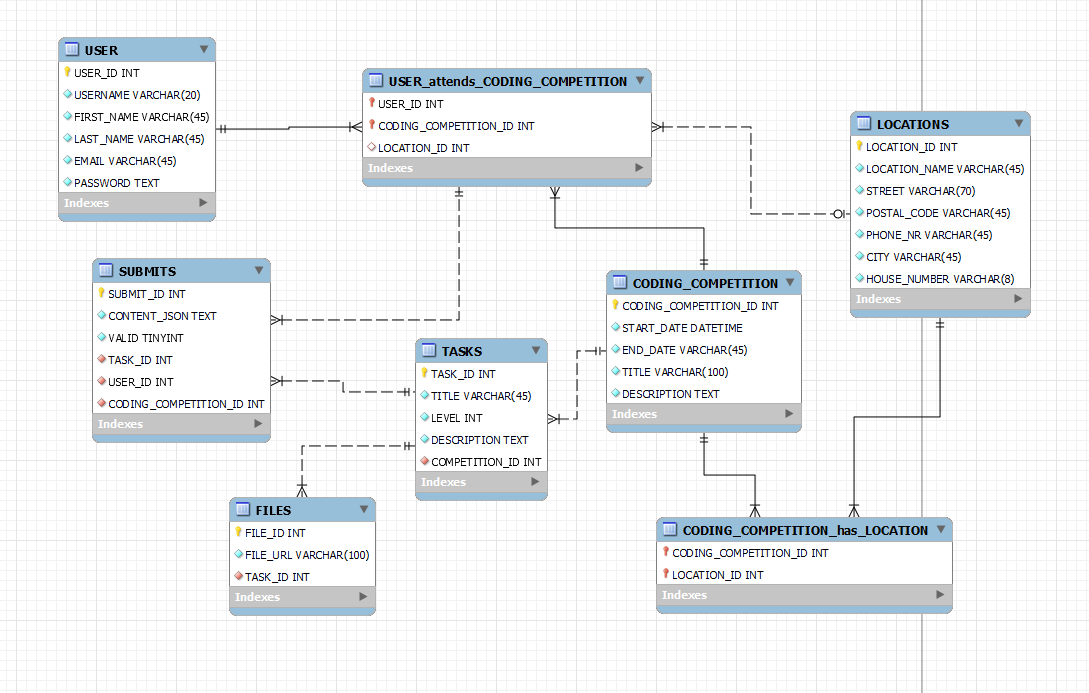 USER
USER_ID INT
USERNAME VARCHAR(20)
FIRST_NAME VARCHAR(45)
LAST_NAME VARCHAR(45)
EMAIL VARCHAR(45)
PASSWORD TEXT
Indexes
USER_attends_CODING_COMPETITION
USER_ID INT
CODING_COMPETITION_ID INT
LOCATION_ID INT
Indexes
LOCATIONS
LOCATION_ID INT
LOCATION_NAME VARCHAR(45)
STREET VARCHAR(70)
POSTAL_CODE VARCHAR(45)
PHONE_NR VARCHAR(45)
CITY VARCHAR(45)
HOUSE_NUMBER VARCHAR(8)
Indexes
SUBMITS
SUBMIT_ID INT
CONTENT_JSON TEXT
VALID TINYINT
TASK_ID INT
USER_ID INT
CODING_COMPETITION_ID INT
Indexes
CODING_COMPETITION
CODING_COMPETITION_ID INT
START_DATE DATETIME
END_DATE VARCHAR(45)
TITLE VARCHAR(100)
DESCRIPTION TEXT
Indexes
TASKS
TASK_ID INT
TITLE VARCHAR(45)
LEVEL INT
DESCRIPTION TEXT
COMPETITION_ID INT
Indexes
FILES
FILE_ID INT
FILE_URL VARCHAR(100)
TASK_ID INT
Indexes
CODING_COMPETITION_has_LOCATION
CODING_COMPETITION_ID INT
LOCATION_ID INT
Indexes